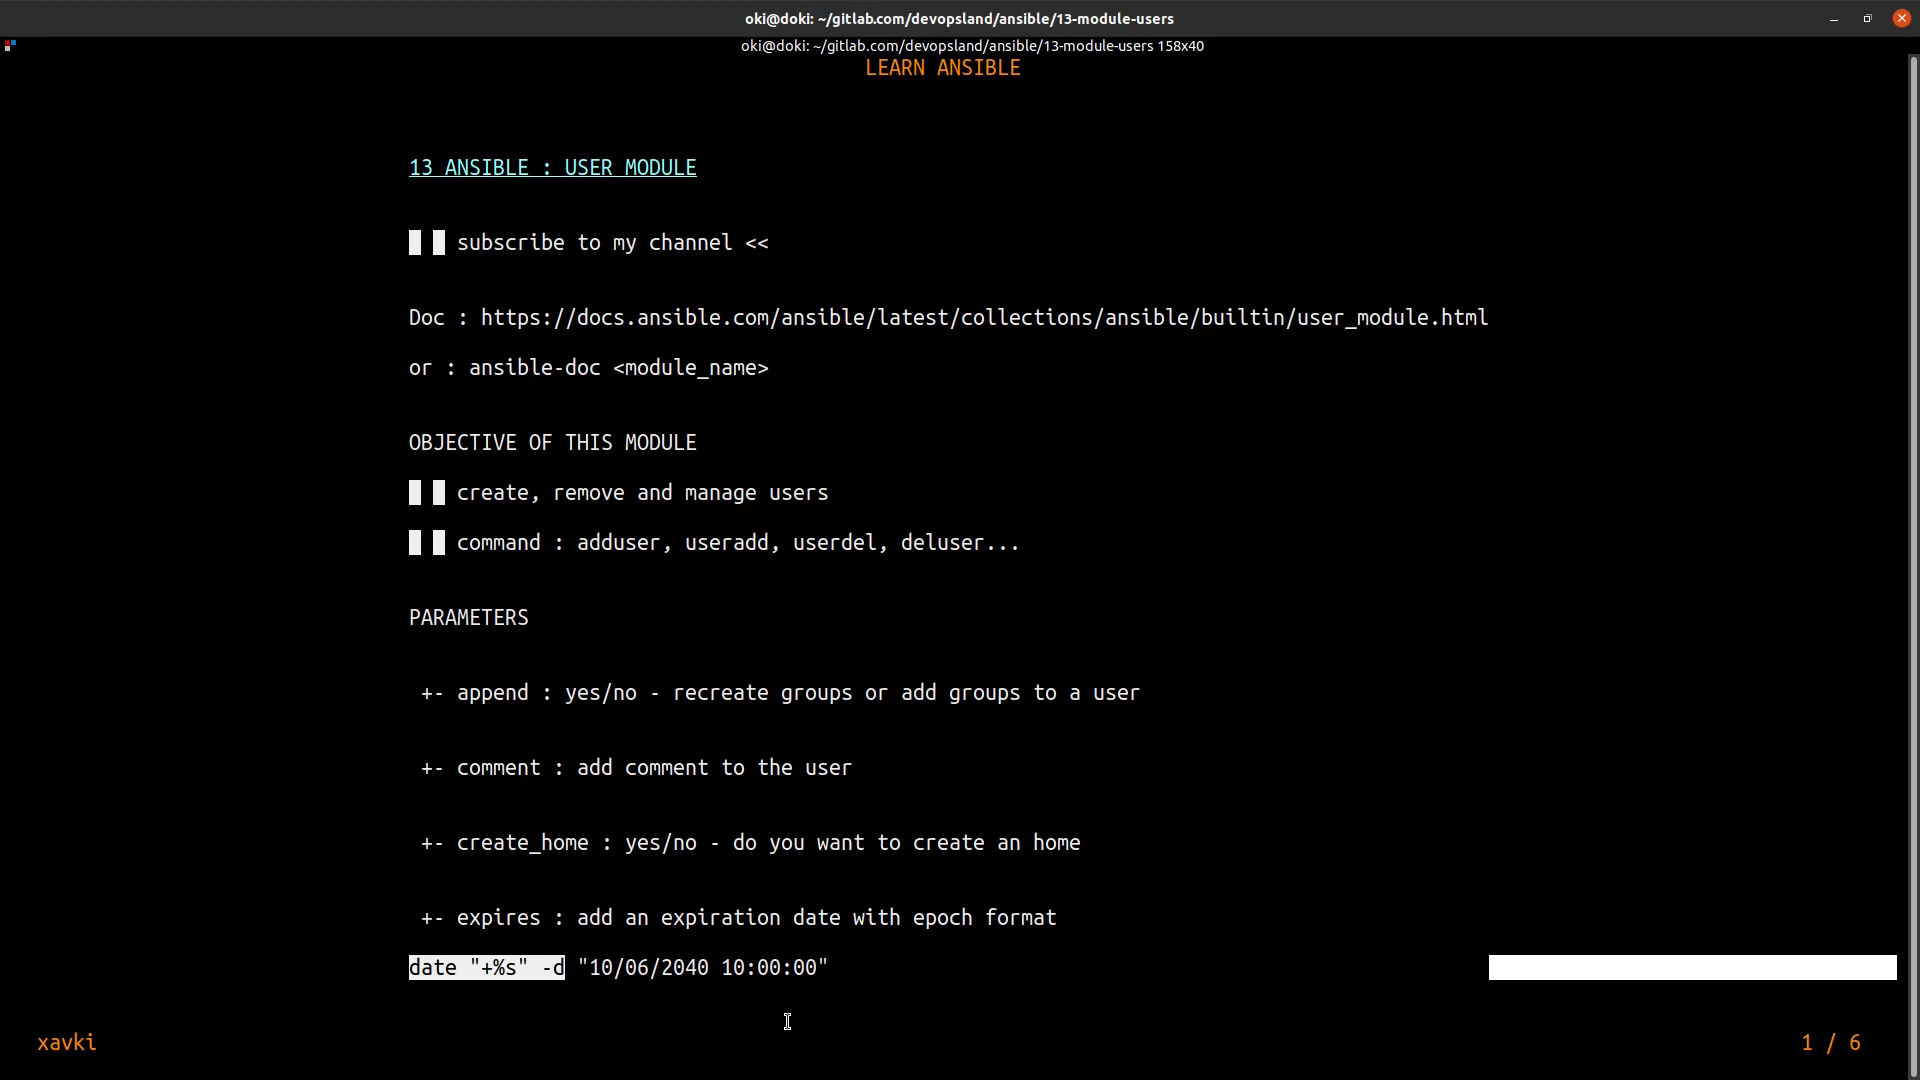 oki@doki: ~/gitlab.com/devopsland/ansible/13-module-users
oki@doki: ~/gitlab.com/devopsland/ansible/13-module-users 158x40
LEARN ANSIBLE
13 ANSIBLE : USER MODULE
subscribe to my channel <<
Doc : https://docs.ansible.com/ansible/latest/collections/ansible/builtin/user_module.html
or : ansible-doc <module_name>
OBJECTIVE OF THIS MODULE
create, remove and manage users
command : adduser, useradd, userdel, deluser...
PARAMETERS
+- append : yes/no - recreate groups or add groups to a user
+- comment : add comment to the user
+- create_home : yes/no - do you want to create an home
+- expires : add an expiration date with epoch format
date "+%s" -d "10/06/2040 10:00:00"
xavki
1 / 6